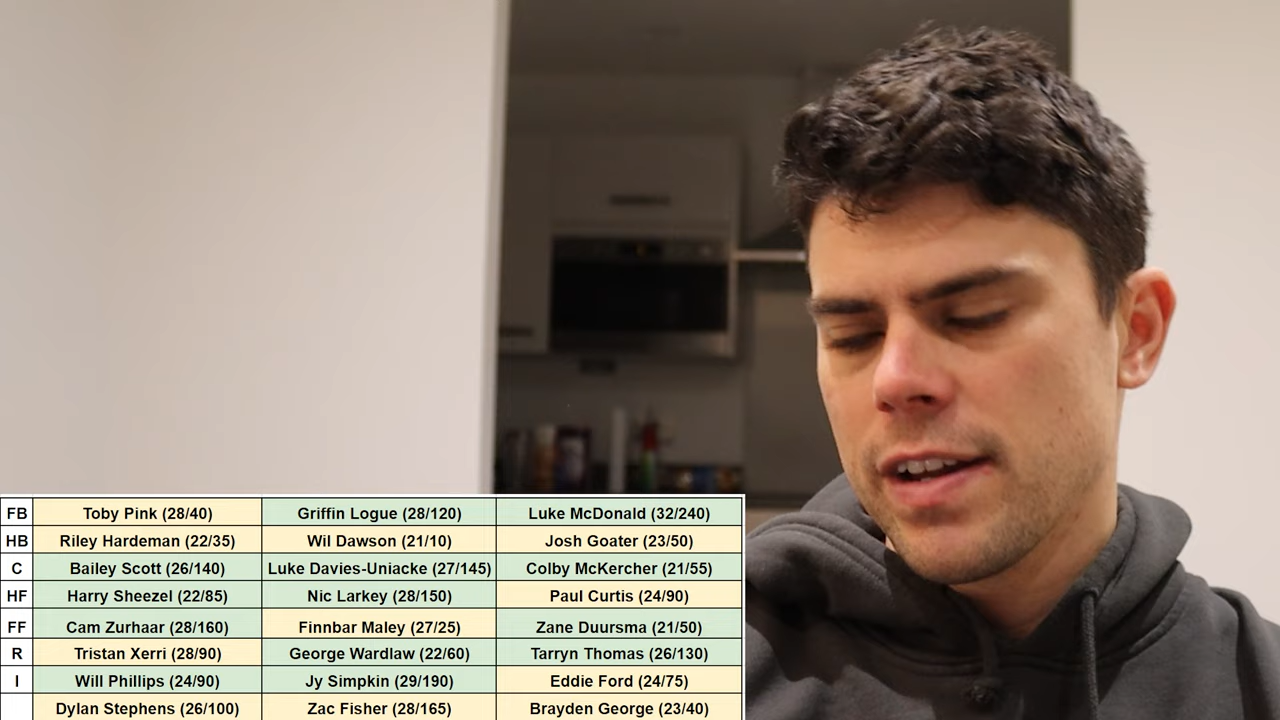 FB Toby Pink (28/40) Griffin Logue (28/120) Luke McDonald (32/240)
HB Riley Hardeman (22/35) Wil Dawson (21/10) Josh Goater (23/50)
C Bailey Scott (26/140) Luke Davies-Uniacke (27/145) Colby McKercher (21/55)
HF Harry Sheezel (22/85) Nic Larkey (28/150) Paul Curtis (24/90)
FF Cam Zurhaar (28/160) Finnbar Maley (27/25) Zane Duursma (21/50)
R Tristan Xerri (28/90) George Wardlaw (22/60) Tarryn Thomas (26/130)
I Will Phillips (24/90) Jy Simpkin (29/190) Eddie Ford (24/75)
Dylan Stephens (26/100) Zac Fisher (28/165) Brayden George (23/40)